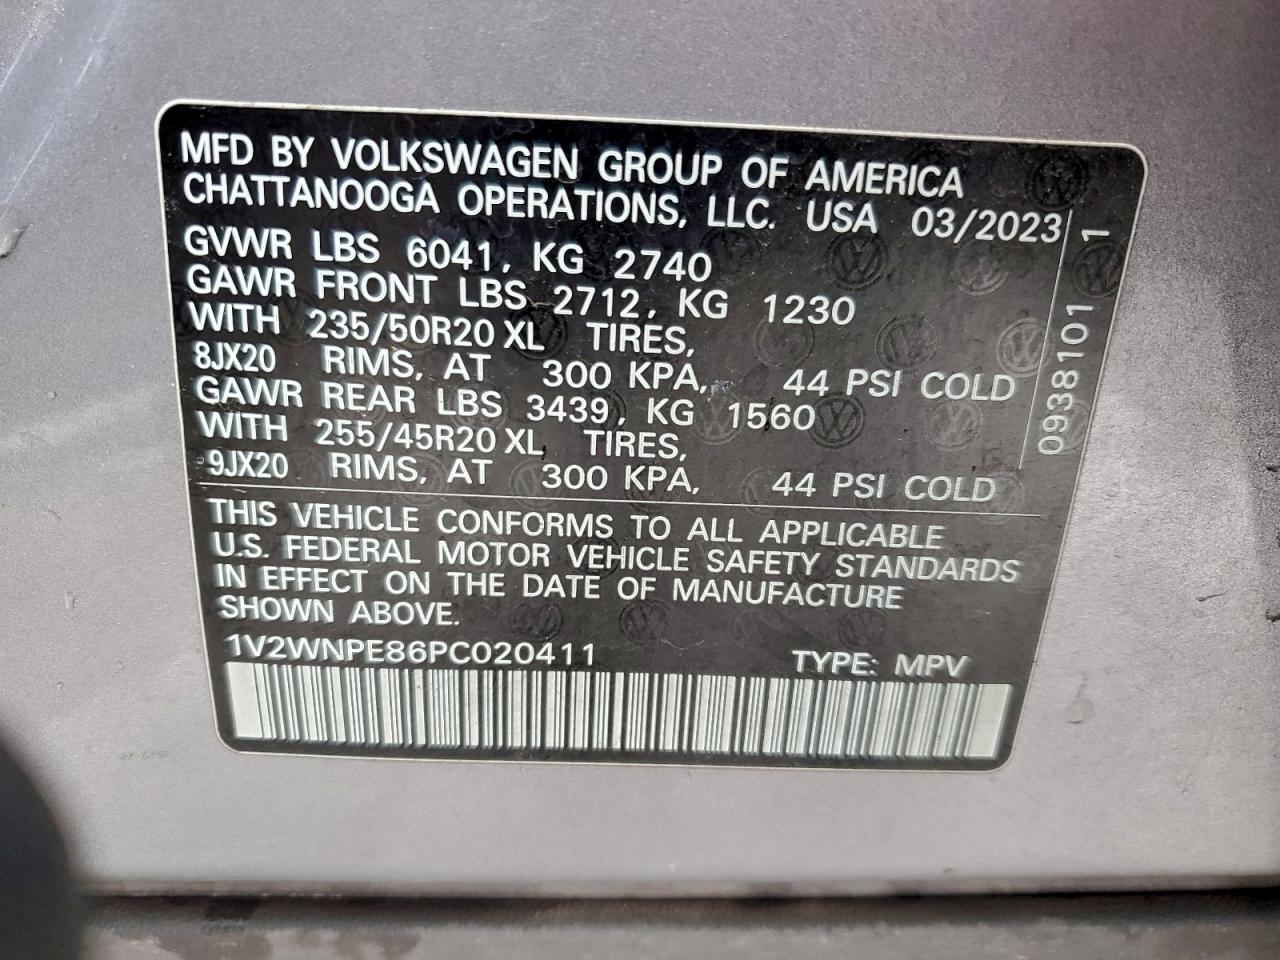 MFD BY VOLKSWAGEN GROUP OF AMERICA
CHATTANOOGA OPERATIONS, LLC. USA 03/2023
GVWR LBS 6041, KG 2740
GAWR FRONT LBS 2712, KG 1230
WITH 235/50R20 XL TIRES,
8JX20 RIMS, AT 300 KPA, 44 PSI COLD
GAWR REAR LBS 3439, KG 1560
WITH 255/45R20 XL TIRES,
9JX20 RIMS, AT 300 KPA, 44 PSI COLD
0938101 1 1
THIS VEHICLE CONFORMS TO ALL APPLICABLE
U.S. FEDERAL MOTOR VEHICLE SAFETY STANDARDS
IN EFFECT ON THE DATE OF MANUFACTURE
SHOWN ABOVE.
1V2WNPE86PC020411 TYPE: MPV